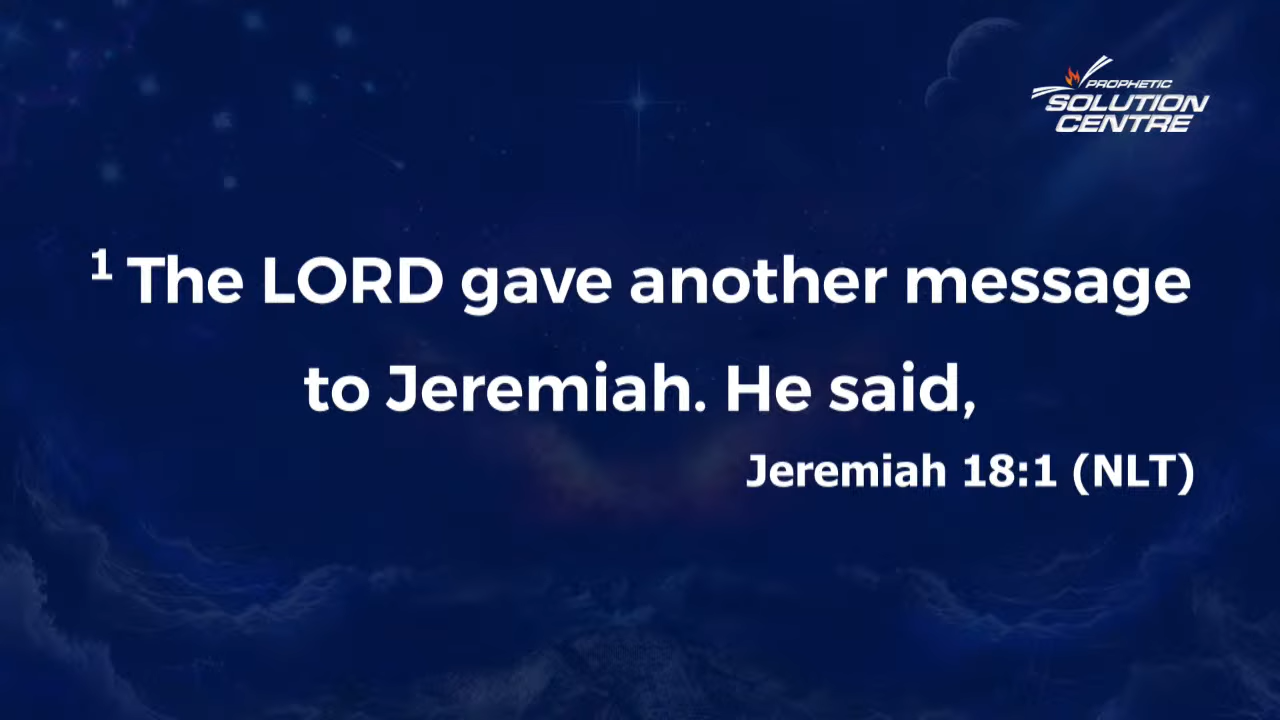 PROPHETIC
SOLUTION
CENTRE
1 The LORD gave another message
to Jeremiah. He said,
Jeremiah 18:1 (NLT)